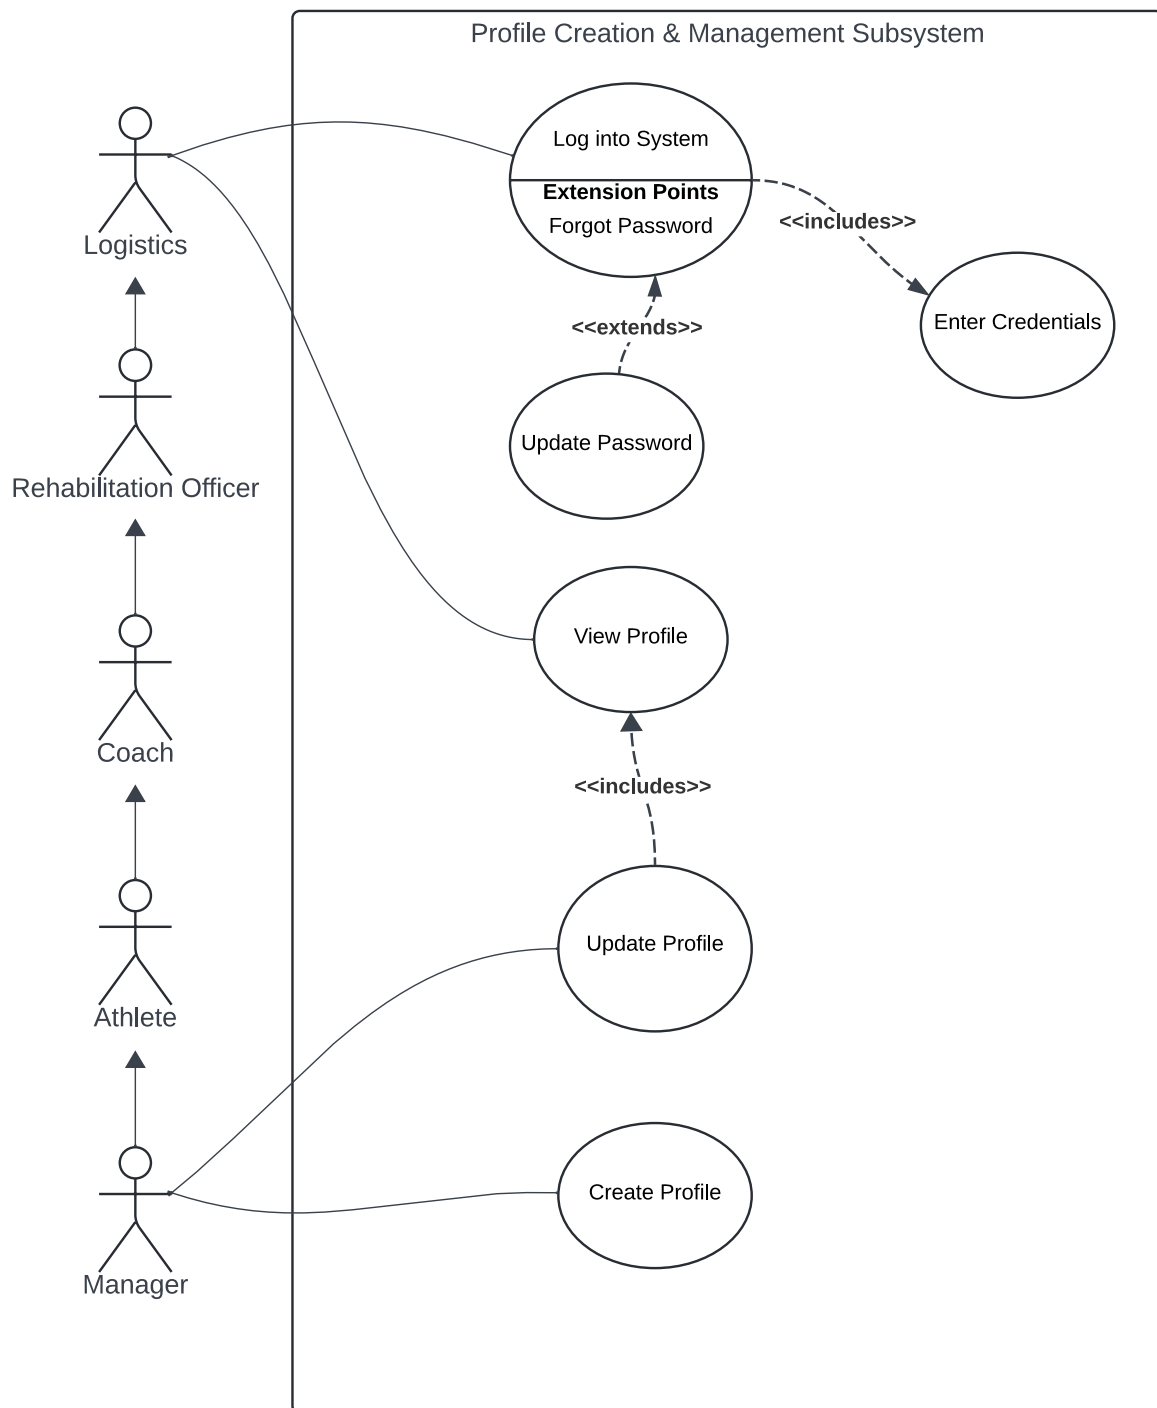 Profile Creation & Management Subsystem
Log into System
Extension Points
Forgot Password
<<includes>>
Logistics
Enter Credentials
<<extends>>
Update Password
Rehabilitation Officer
View Profile
Coach
<<includes>>
Update Profile
Athlete
Create Profile
Manager